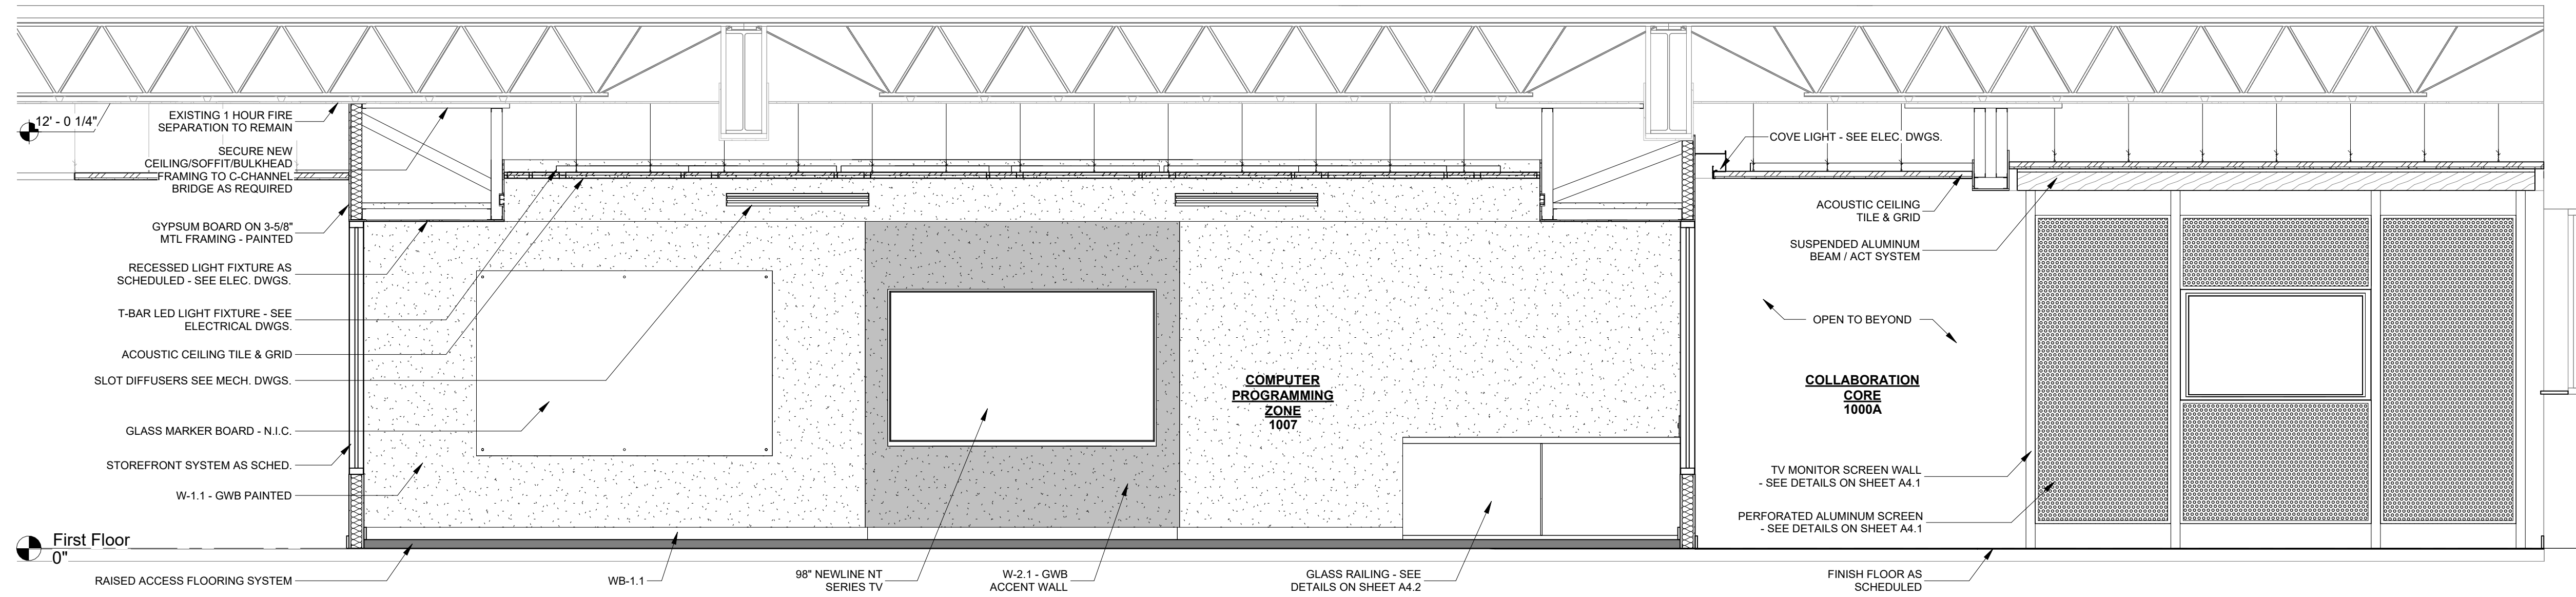 12' - 0 1/4"
EXISTING 1 HOUR FIRE
SEPARATION TO REMAIN
SECURE NEW
CEILING/SOFFIT/BULKHEAD
FRAMING TO C-CHANNEL
BRIDGE AS REQUIRED
GYPSUM BOARD ON 3-5/8"
MTL FRAMING - PAINTED
RECESSED LIGHT FIXTURE AS
SCHEDULED - SEE ELEC. DWGS.
T-BAR LED LIGHT FIXTURE - SEE
ELECTRICAL DWGS.
ACOUSTIC CEILING TILE & GRID
SLOT DIFFUSERS SEE MECH. DWGS.
GLASS MARKER BOARD - N.I.C.
STOREFRONT SYSTEM AS SCHED.
W-1.1 - GWB PAINTED
First Floor
0"
RAISED ACCESS FLOORING SYSTEM
WB-1.1
98" NEWLINE NT
SERIES TV
W-2.1 - GWB
ACCENT WALL
GLASS RAILING - SEE
DETAILS ON SHEET A4.2
COMPUTER
PROGRAMMING
ZONE
1007
COVE LIGHT - SEE ELEC. DWGS.
ACOUSTIC CEILING
TILE & GRID
SUSPENDED ALUMINUM
BEAM / ACT SYSTEM
OPEN TO BEYOND
COLLABORATION
CORE
1000A
TV MONITOR SCREEN WALL
- SEE DETAILS ON SHEET A4.1
PERFORATED ALUMINUM SCREEN
- SEE DETAILS ON SHEET A4.1
FINISH FLOOR AS
SCHEDULED